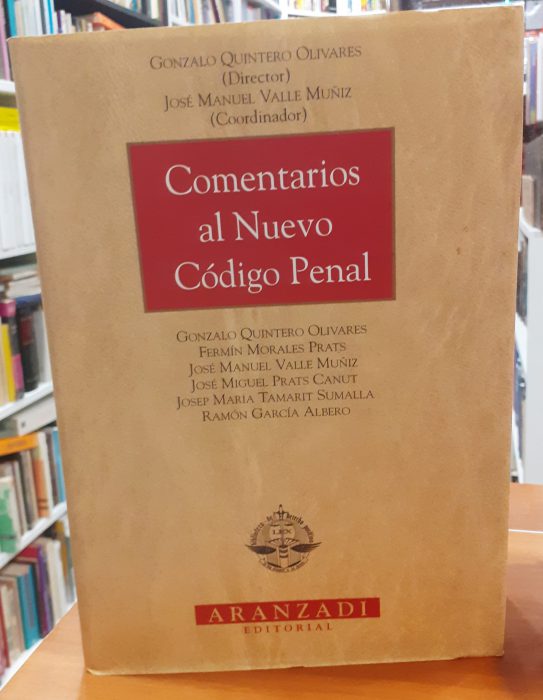 GONZALO QUINTERO OLIVARES
(Director)
JOSÉ MANUEL VALLE MUÑIZ
(Coordinador)
Comentarios
al Nuevo
Código Penal
GONZALO QUINTERO OLIVARES
FERMÍN MORALES PRATS
JOSÉ MANUEL VALLE MUÑIZ
JOSÉ MIGUEL PRATS CANUT
JOSEP MARIA TAMARIT SUMALLA
RAMÓN GARCÍA ALBERO
LEX
ARANZADI
EDITORIAL